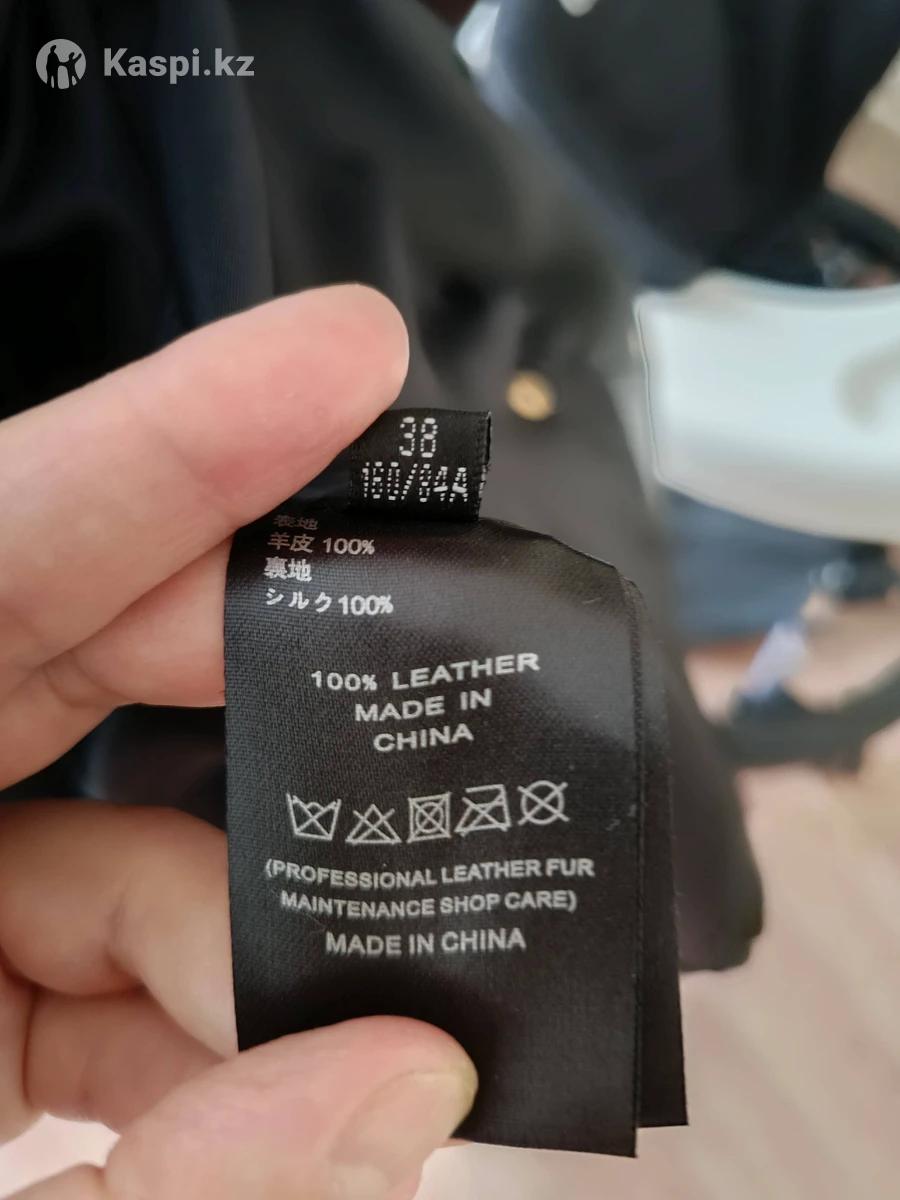 Kaspi.kz
38
160/84A
表地
羊皮 100%
裏地
シルク100%
100% LEATHER
MADE IN
CHINA
(PROFESSIONAL LEATHER FUR
MAINTENANCE SHOP CARE)
MADE IN CHINA